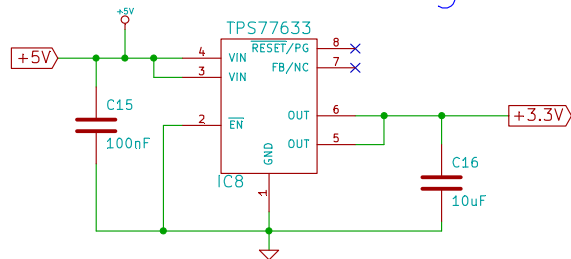 +5V
TPS77633
+5V
4 VIN
3 VIN
2 EN
RESET/PG 8
FB/NC 7
OUT 6
OUT 5
GND
1
IC8
C15
100nF
+3.3V
C16
10uF